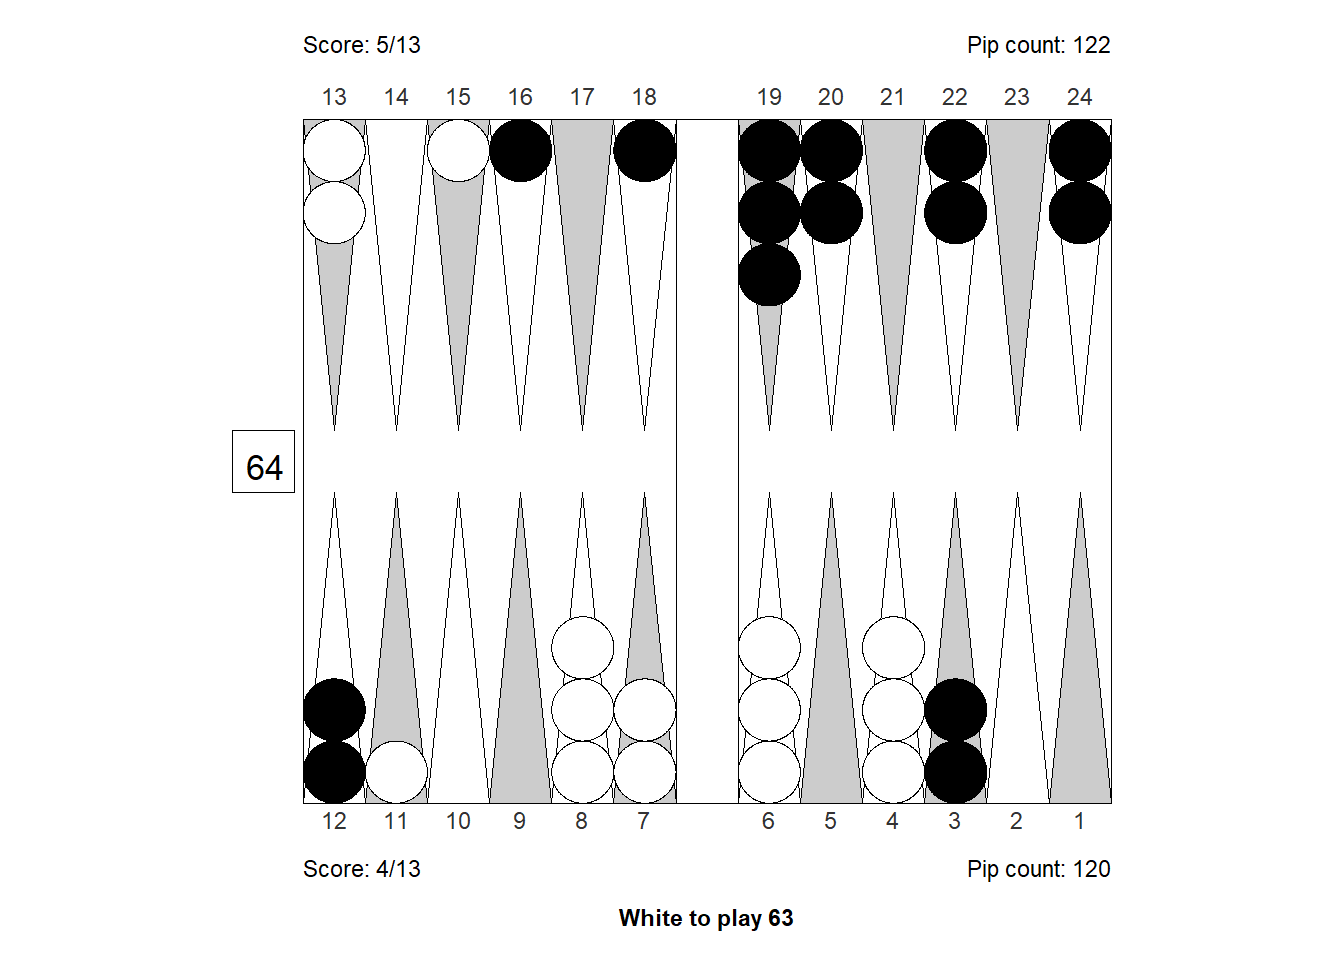 Score: 5/13 Pip count: 122
13 14 15 16 17 18 19 20 21 22 23 24
64
12 11 10 9 8 7 6 5 4 3 2 1
Score: 4/13 Pip count: 120
White to play 63